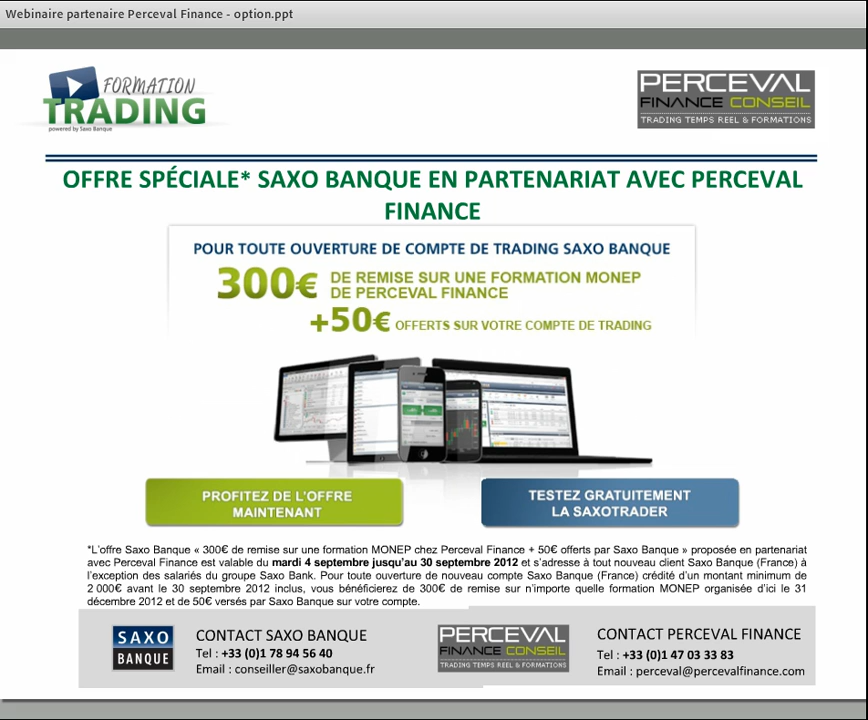 Webinaire partenaire Perceval Finance - option.ppt
FORMATION
TRADING
powered by Saxo Banque
PERCEVAL
FINANCE CONSEIL
TRADING TEMPS REEL & FORMATIONS
OFFRE SPÉCIALE* SAXO BANQUE EN PARTENARIAT AVEC PERCEVAL
FINANCE
POUR TOUTE OUVERTURE DE COMPTE DE TRADING SAXO BANQUE
300€ DE REMISE SUR UNE FORMATION MONEP
DE PERCEVAL FINANCE
+50€ OFFERTS SUR VOTRE COMPTE DE TRADING
PROFITEZ DE L'OFFRE
MAINTENANT
TESTEZ GRATUITEMENT
LA SAXOTRADER
*L'offre Saxo Banque « 300€ de remise sur une formation MONEP chez Perceval Finance + 50€ offerts par Saxo Banque » proposée en partenariat
avec Perceval Finance est valable du mardi 4 septembre jusqu'au 30 septembre 2012 et s'adresse à tout nouveau client Saxo Banque (France) à
l'exception des salariés du groupe Saxo Bank. Pour toute ouverture de nouveau compte Saxo Banque (France) crédité d'un montant minimum de
2 000€ avant le 30 septembre 2012 inclus, vous bénéficierez de 300€ de remise sur n'importe quelle formation MONEP organisée d'ici le 31
décembre 2012 et de 50€ versés par Saxo Banque sur votre compte.
SAXO
BANQUE
CONTACT SAXO BANQUE
Tel : +33 (0)1 78 94 56 40
Email : conseiller@saxobanque.fr
PERCEVAL
FINANCE CONSEIL
TRADING TEMPS REEL & FORMATIONS
CONTACT PERCEVAL FINANCE
Tel : +33 (0)1 47 03 33 83
Email : perceval@percevalfinance.com